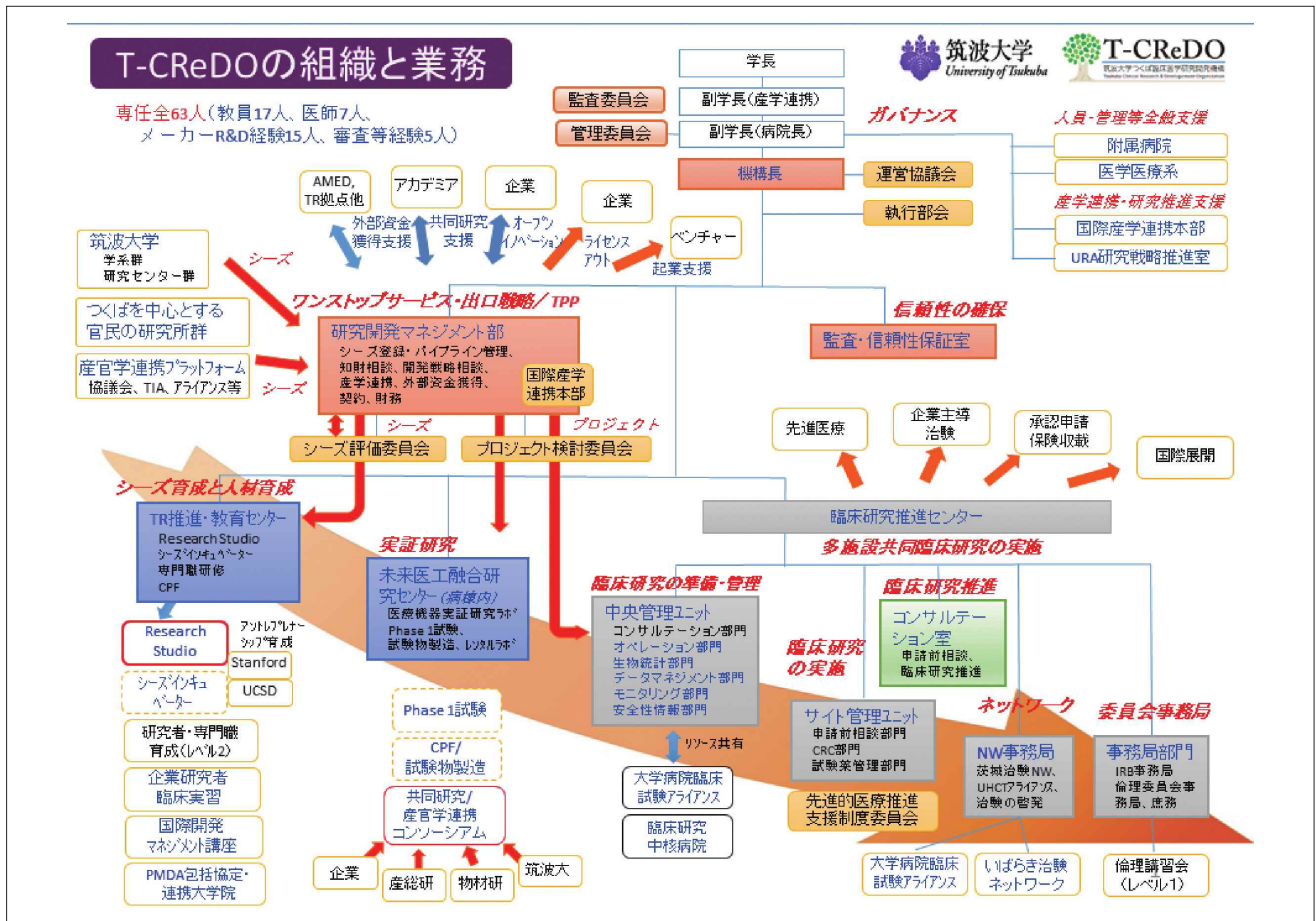 T-CReDOの組織と業務
筑波大学
University of Tsukuba
T-CReDO
筑波大学つくば臨床医学研究開発機構
Tsukuba Clinical Research & Development Organization
専任全63人(教員17人、医師7人、
メーカーR&D経験15人、審査等経験5人)
学長
副学長(産学連携)
副学長(病院長)
機構長
監査委員会
管理委員会
運営協議会
執行部会
ガバナンス
人員・管理等全般支援
附属病院
医学医療系
産学連携・研究推進支援
国際産学連携本部
URA研究戦略推進室
AMED,
TR拠点他
アカデミア
企業
企業
ベンチャー
外部資金
獲得支援
共同研究
支援
オープン
イノベーション
ライセンス
アウト
起業支援
筑波大学
学系群
研究センター群
シーズ
つくばを中心とする
官民の研究所群
産官学連携プラットフォーム
協議会、TIA、アライアンス等
シーズ
ワンストップサービス・出口戦略/TPP
研究開発マネジメント部
シーズ登録・パイプライン管理、
知財相談、開発戦略相談、
産学連携、外部資金獲得、
契約、財務
国際産学
連携本部
信頼性の確保
監査・信頼性保証室
シーズ
プロジェクト
シーズ評価委員会
プロジェクト検討委員会
先進医療
企業主導
治験
承認申請
保険収載
国際展開
シーズ育成と人材育成
TR推進・教育センター
Research Studio
シーズインキュベーター
専門職研修
CPF
実証研究
未来医工融合研
究センター(病棟内)
医療機器実証研究ラボ
Phase 1試験、
試験物製造、レンタルラボ
臨床研究推進センター
多施設共同臨床研究の実施
臨床研究の準備・管理
中央管理ユニット
コンサルテーション部門
オペレーション部門
生物統計部門
データマネジメント部門
モニタリング部門
安全性情報部門
臨床研究推進
コンサルテー
ション室
申請前相談、
臨床研究推進
臨床研究
の実施
サイト管理ユニット
申請前相談部門
CRC部門
試験薬管理部門
先進的医療推進
支援制度委員会
ネットワーク
NW事務局
茨城治験NW、
UHCTアライアンス、
治験の啓発
委員会事務局
事務局部門
IRB事務局
倫理委員会事
務局、庶務
Research
Studio
アントレプレナー
シップ育成
Stanford
UCSD
シーズインキュ
ベーター
研究者・専門職
育成(レベル2)
企業研究者
臨床実習
国際開発
マネジメント講座
PMDA包括協定・
連携大学院
Phase 1試験
CPF/
試験物製造
共同研究/
産官学連携
コンソーシアム
企業
産総研
物材研
筑波大
リソース共有
大学病院臨床
試験アライアンス
臨床研究
中核病院
大学病院臨床
試験アライアンス
いばらき治験
ネットワーク
倫理講習会
(レベル1)